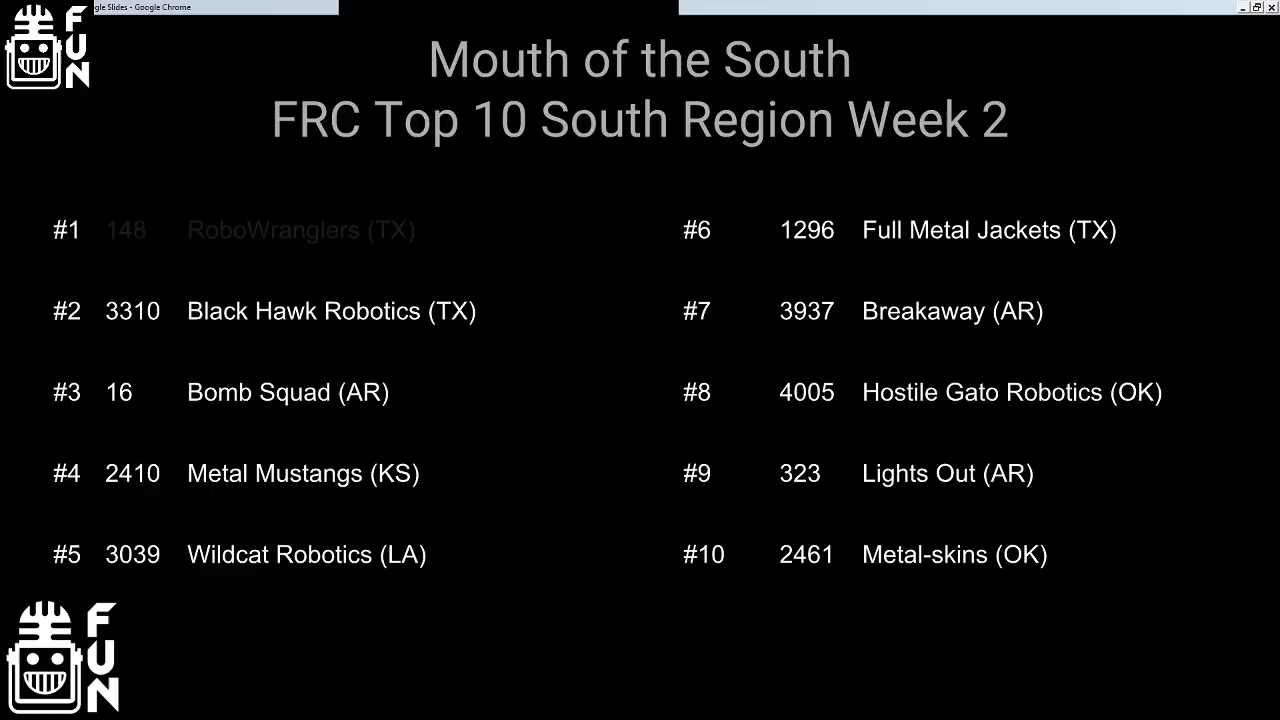 gle Slides - Google Chrome
FUN
Mouth of the South
FRC Top 10 South Region Week 2
#1 148 RoboWranglers (TX)
#2 3310 Black Hawk Robotics (TX)
#3 16 Bomb Squad (AR)
#4 2410 Metal Mustangs (KS)
#5 3039 Wildcat Robotics (LA)
#6 1296 Full Metal Jackets (TX)
#7 3937 Breakaway (AR)
#8 4005 Hostile Gato Robotics (OK)
#9 323 Lights Out (AR)
#10 2461 Metal-skins (OK)
FUN